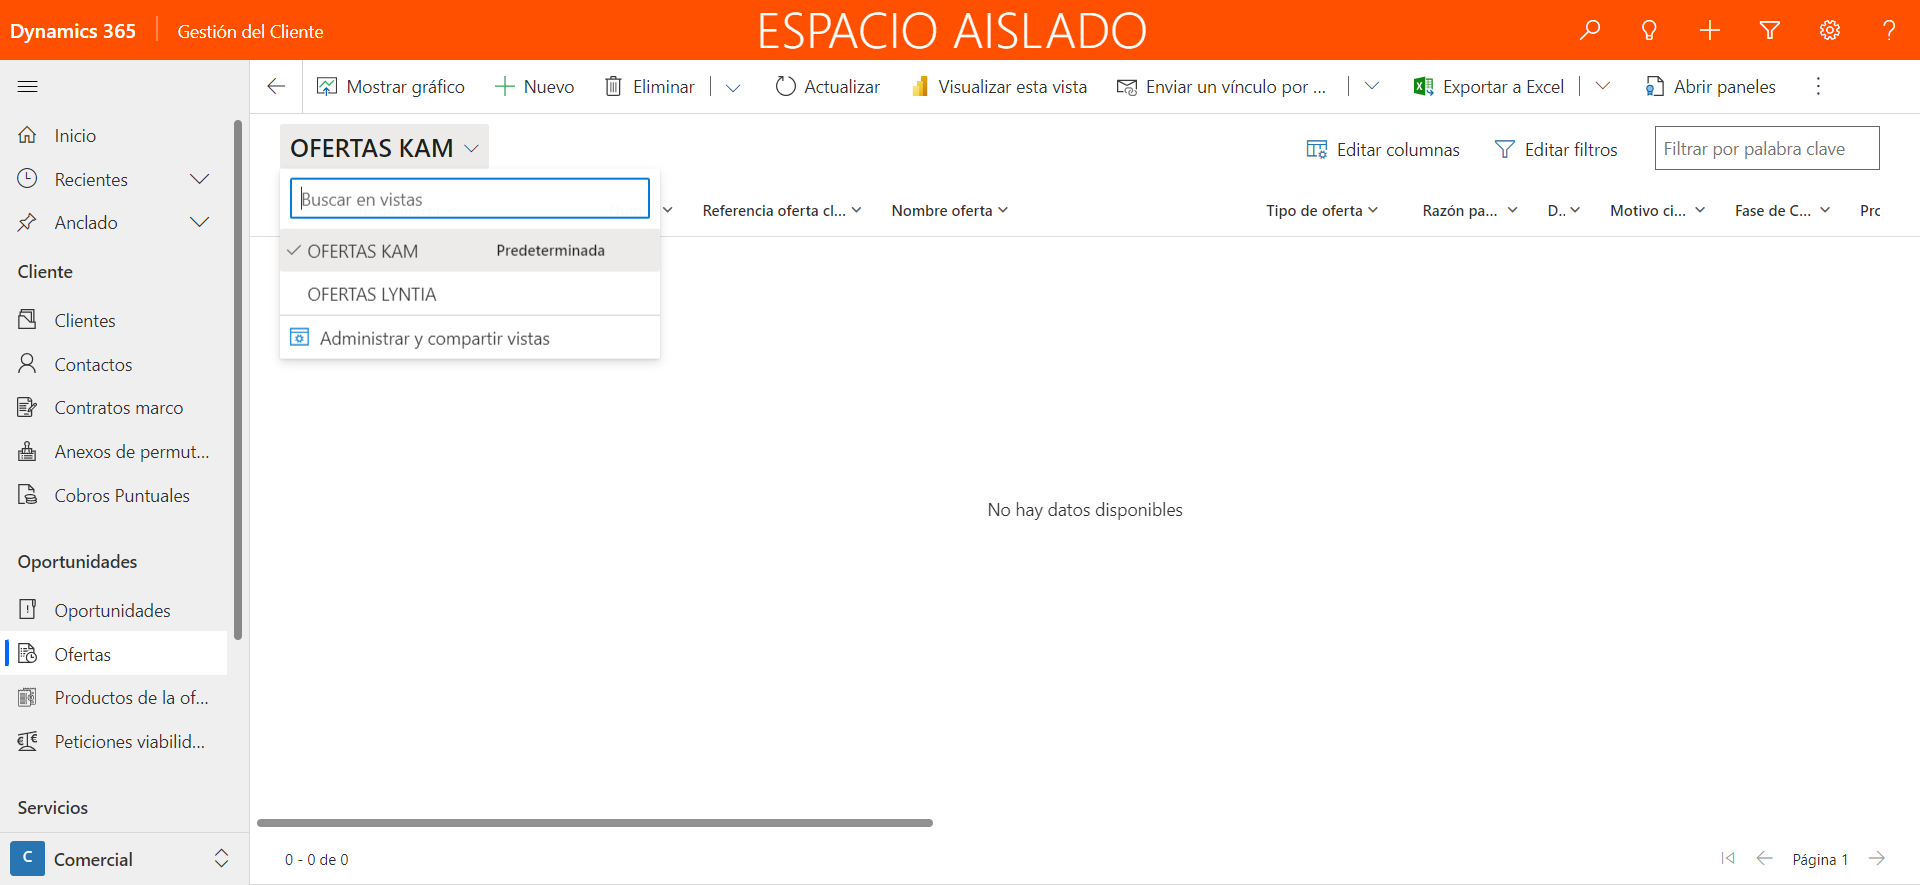 Dynamics 365
Gestión del Cliente
ESPACIO AISLADO
Mostrar gráfico
Nuevo
Eliminar
Actualizar
Visualizar esta vista
Enviar un vínculo por ...
Exportar a Excel
Abrir paneles
Inicio
Recientes
Anclado
Cliente
Clientes
Contactos
Contratos marco
Anexos de permut...
Cobros Puntuales
Oportunidades
Oportunidades
Ofertas
Productos de la of...
Peticiones viabilid...
Servicios
C
Comercial
OFERTAS KAM
Editar columnas
Editar filtros
Filtrar por palabra clave
Buscar en vistas
OFERTAS KAM
Predeterminada
OFERTAS LYNTIA
Administrar y compartir vistas
Referencia oferta cl...
Nombre oferta
Tipo de oferta
Razón pa...
D..
Motivo ci...
Fase de C...
Prc
No hay datos disponibles
0 - 0 de 0
Página 1